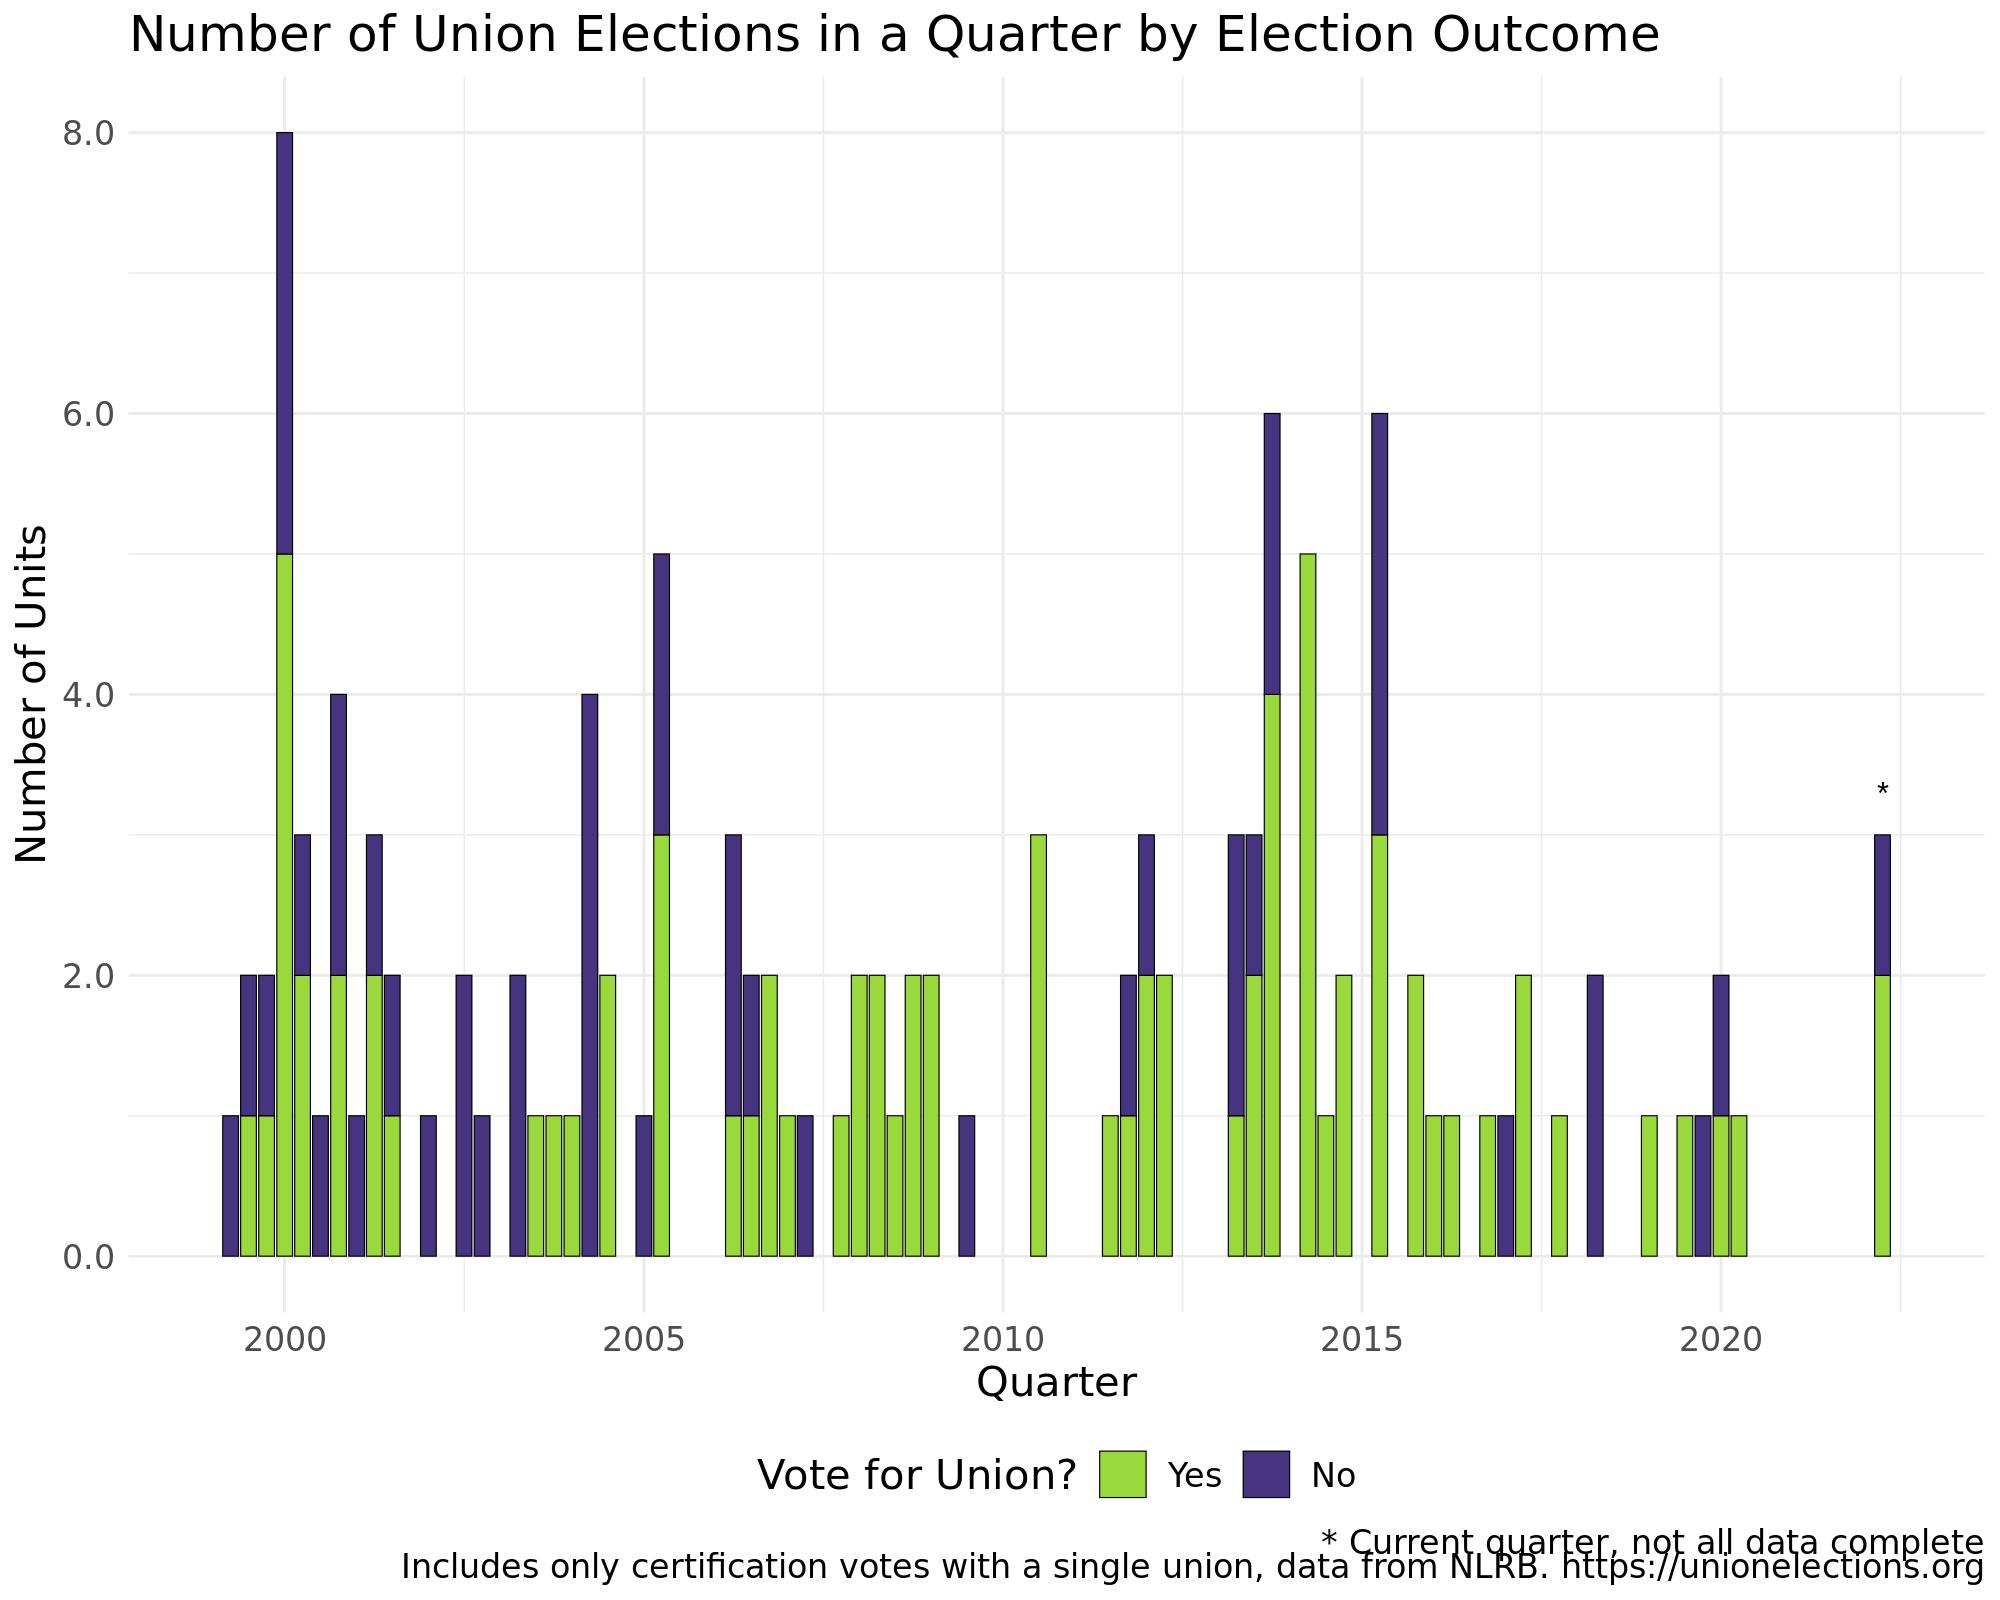 Number of Union Elections in a Quarter by Election Outcome
Number of Units
8.0
6.0
4.0
2.0
0.0
*
2000 2005 2010 2015 2020
Quarter
Vote for Union? Yes No
* Current quarter, not all data complete
Includes only certification votes with a single union, data from NLRB. https://unionelections.org